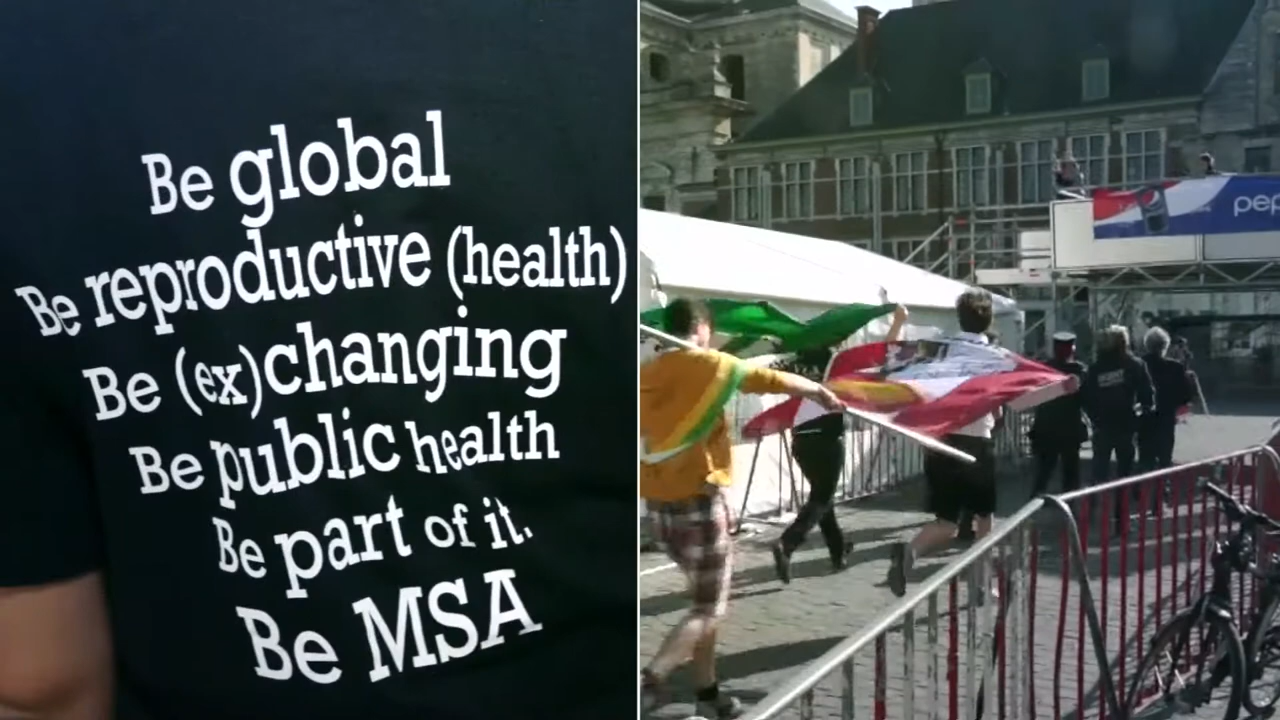 Be global
Be reproductive (health)
Be (ex)changing
Be public health
Be part of it.
Be MSA
pep